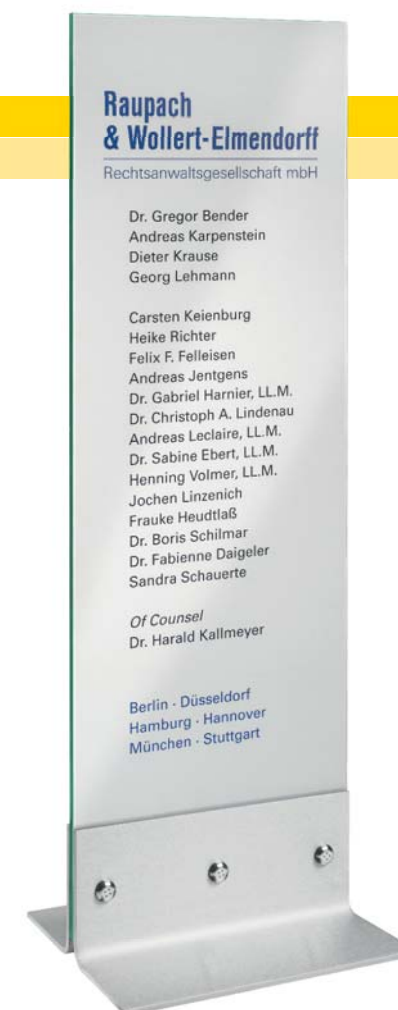 Raupach
& Wollert-Elmendorff
Rechtsanwaltsgesellschaft mbH
Dr. Gregor Bender
Andreas Karpenstein
Dieter Krause
Georg Lehmann
Carsten Keienburg
Heike Richter
Felix F. Felleisen
Andreas Jentgens
Dr. Gabriel Harnier, LL.M.
Dr. Christoph A. Lindenau
Andreas Leclaire, LL.M.
Dr. Sabine Ebert, LL.M.
Henning Volmer, LL.M.
Jochen Linzenich
Frauke Heudtlaß
Dr. Boris Schilmar
Dr. Fabienne Daigeler
Sandra Schauerte
Of Counsel
Dr. Harald Kallmeyer
Berlin · Düsseldorf
Hamburg · Hannover
München · Stuttgart